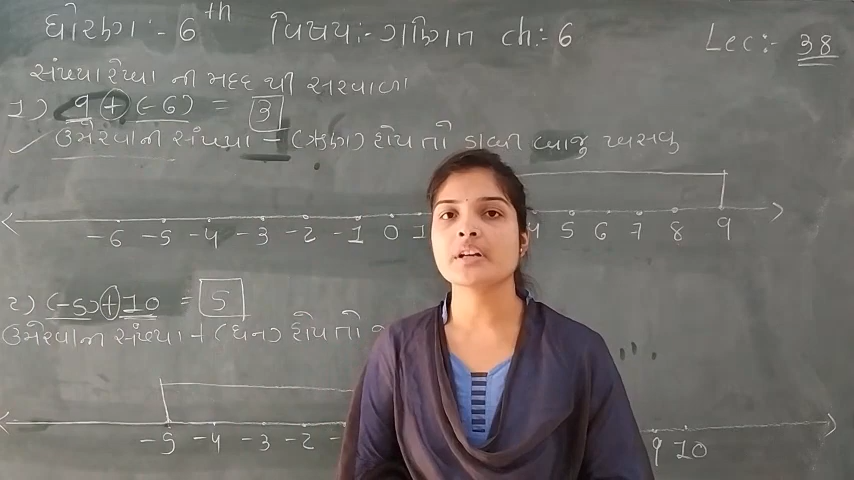 ધોરણ :- 6th વિષય :- ગણિત ch :- 6 Lec :- 38
સંખ્યારેખા ની મદદ થી સરવાળા
1) 9 + (-6) = 3
ઉમેરવાની સંખ્યા - (ઋણ) હોય તો ડાબી બાજુ ખસવુ
-6 -5 -4 -3 -2 -1 0 1 4 5 6 7 8 9
૨) (-5) + 10 = 5
ઉમેરવાની સંખ્યા + (ધન) હોય તો
-5 -4 -3 -2 9 10